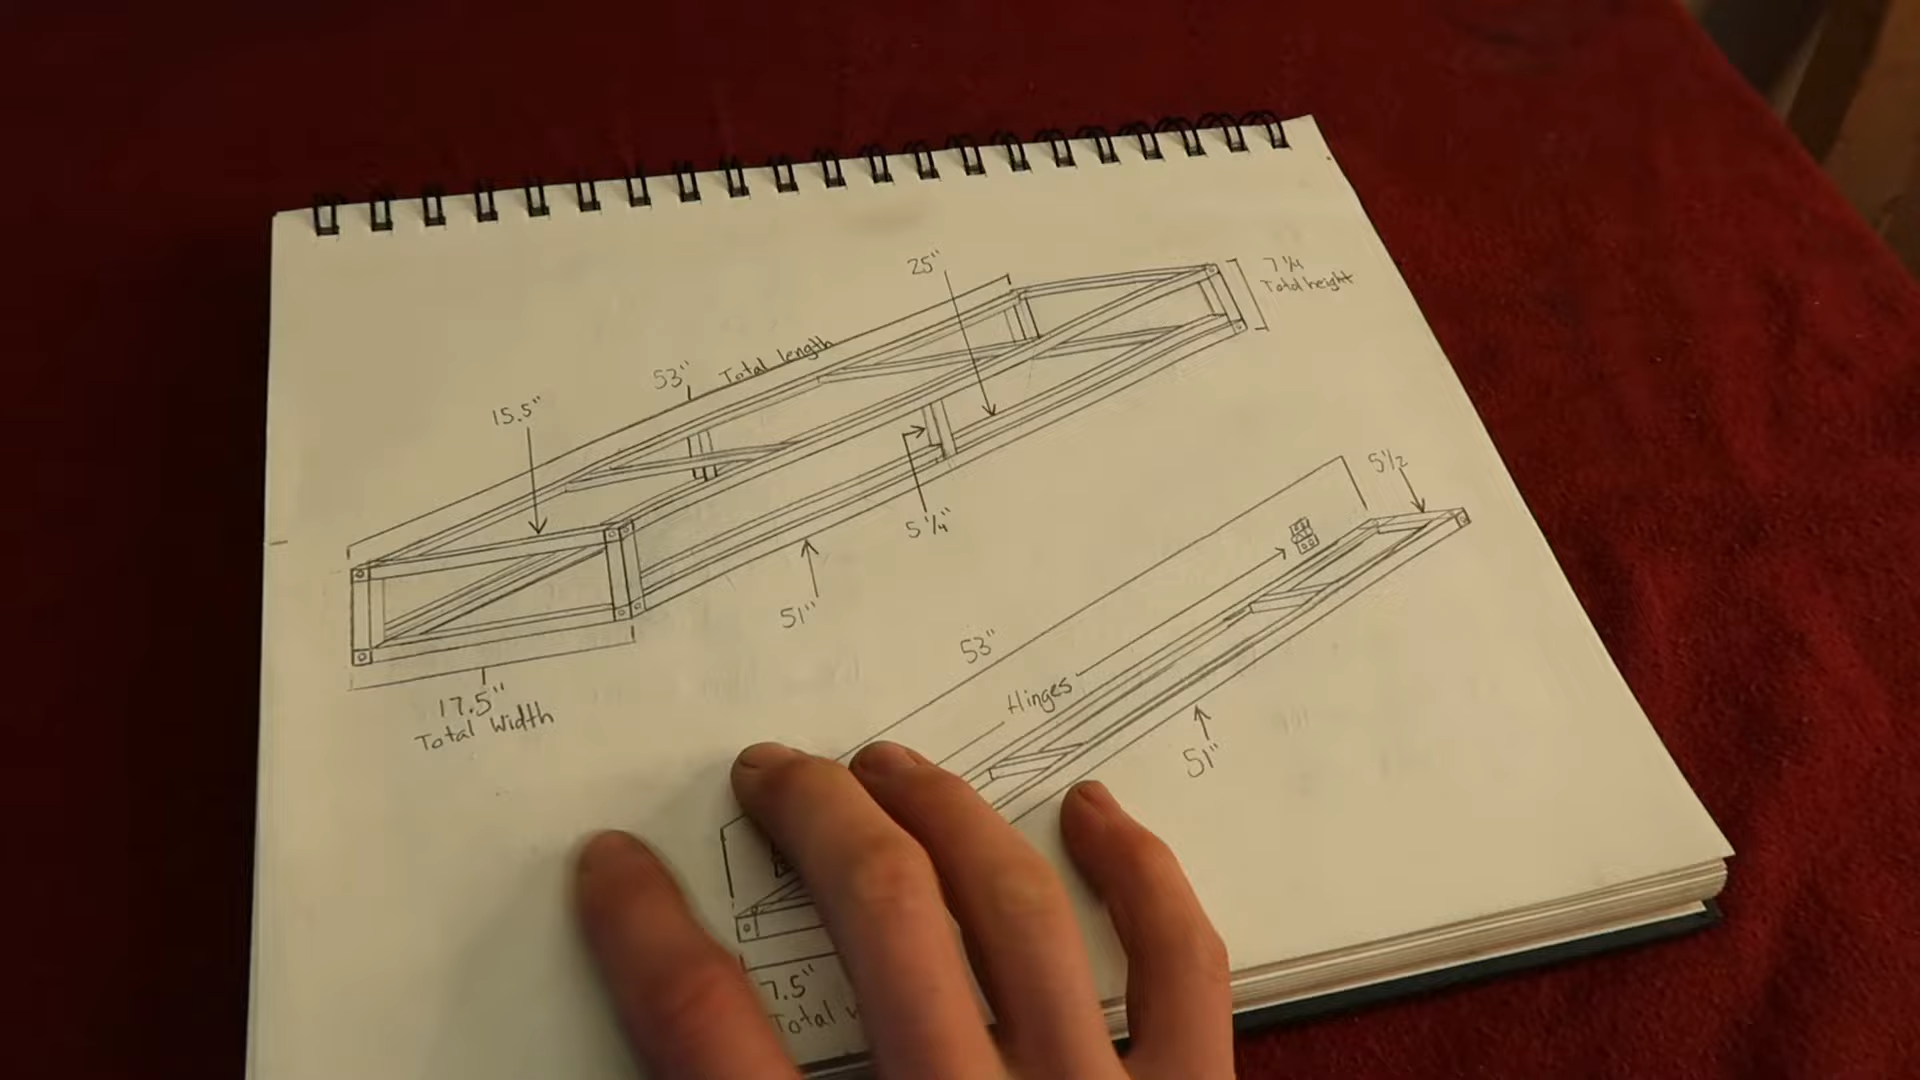 25"
7 1/4
Total height
53"
Total length
15.5"
5 1/4"
51"
17.5"
Total Width
5 1/2
53"
Hinges
51"
7.5"
Total